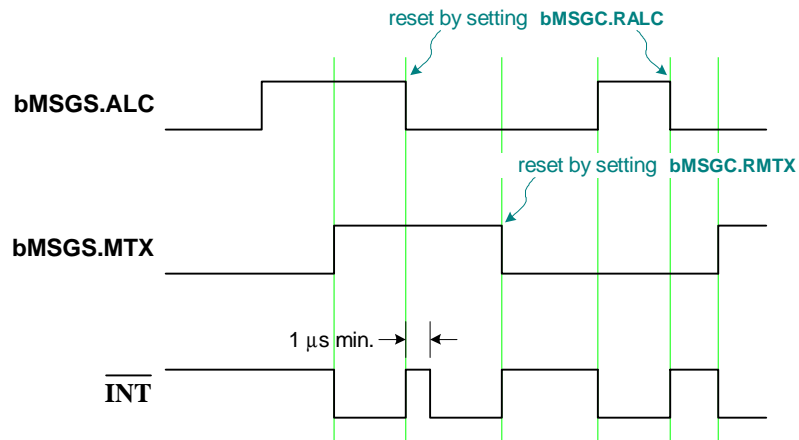 reset by setting bMSGC.RALC
bMSGS.ALC
reset by setting bMSGC.RMTX
bMSGS.MTX
1 μs min.
INT